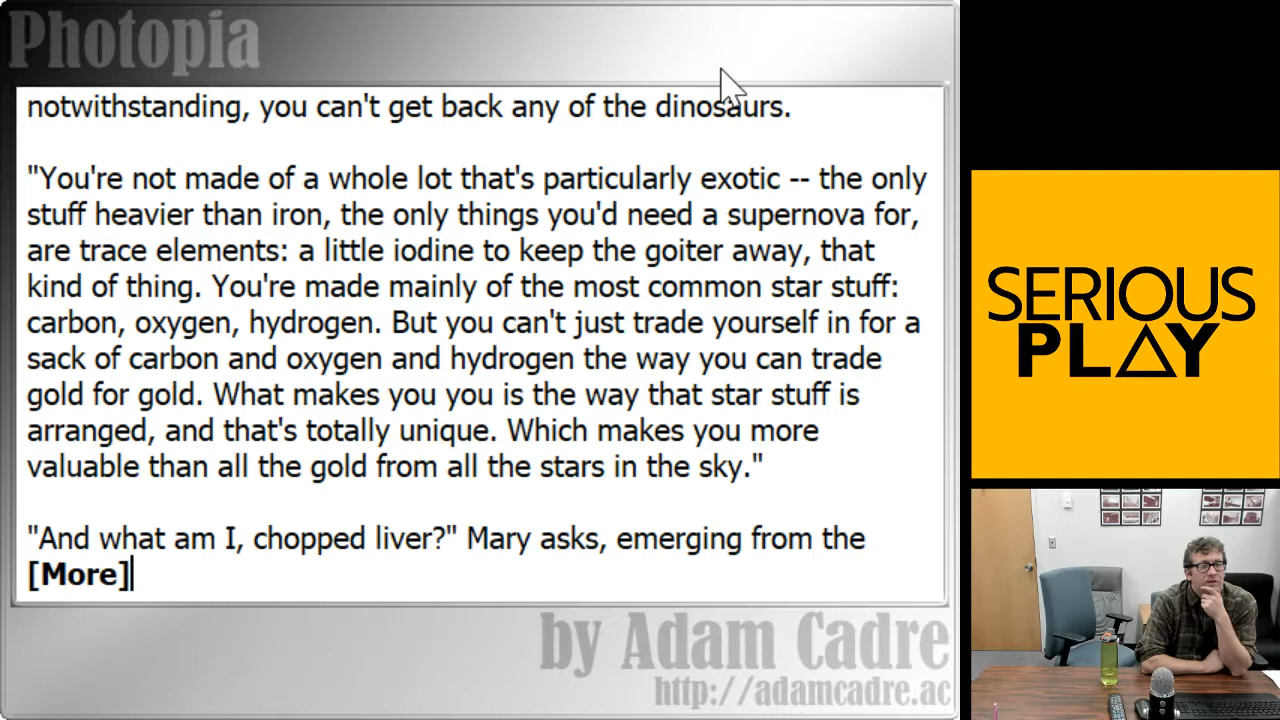 Photopia
notwithstanding, you can't get back any of the dinosaurs.
"You're not made of a whole lot that's particularly exotic -- the only
stuff heavier than iron, the only things you'd need a supernova for,
are trace elements: a little iodine to keep the goiter away, that
kind of thing. You're made mainly of the most common star stuff:
carbon, oxygen, hydrogen. But you can't just trade yourself in for a
sack of carbon and oxygen and hydrogen the way you can trade
gold for gold. What makes you you is the way that star stuff is
arranged, and that's totally unique. Which makes you more
valuable than all the gold from all the stars in the sky."
"And what am I, chopped liver?" Mary asks, emerging from the
[More]
by Adam Cadre
http://adamcadre.ac
SERIOUS
PLAY